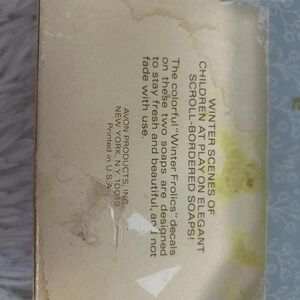 WINTER SCENES OF
CHILDREN AT PLAY ON ELEGANT
SCROLL-BORDERED SOAPS!
The colorful "Winter Frolics" decals
on these two soaps are designed
to stay fresh and beautiful, and not
fade with use.
AVON PRODUCTS, INC.
NEW YORK, N.Y. 10019
Printed in U.S.A.